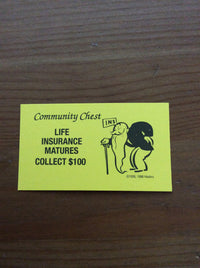 Community Chest
LIFE
INSURANCE
MATURES
COLLECT $100
INS